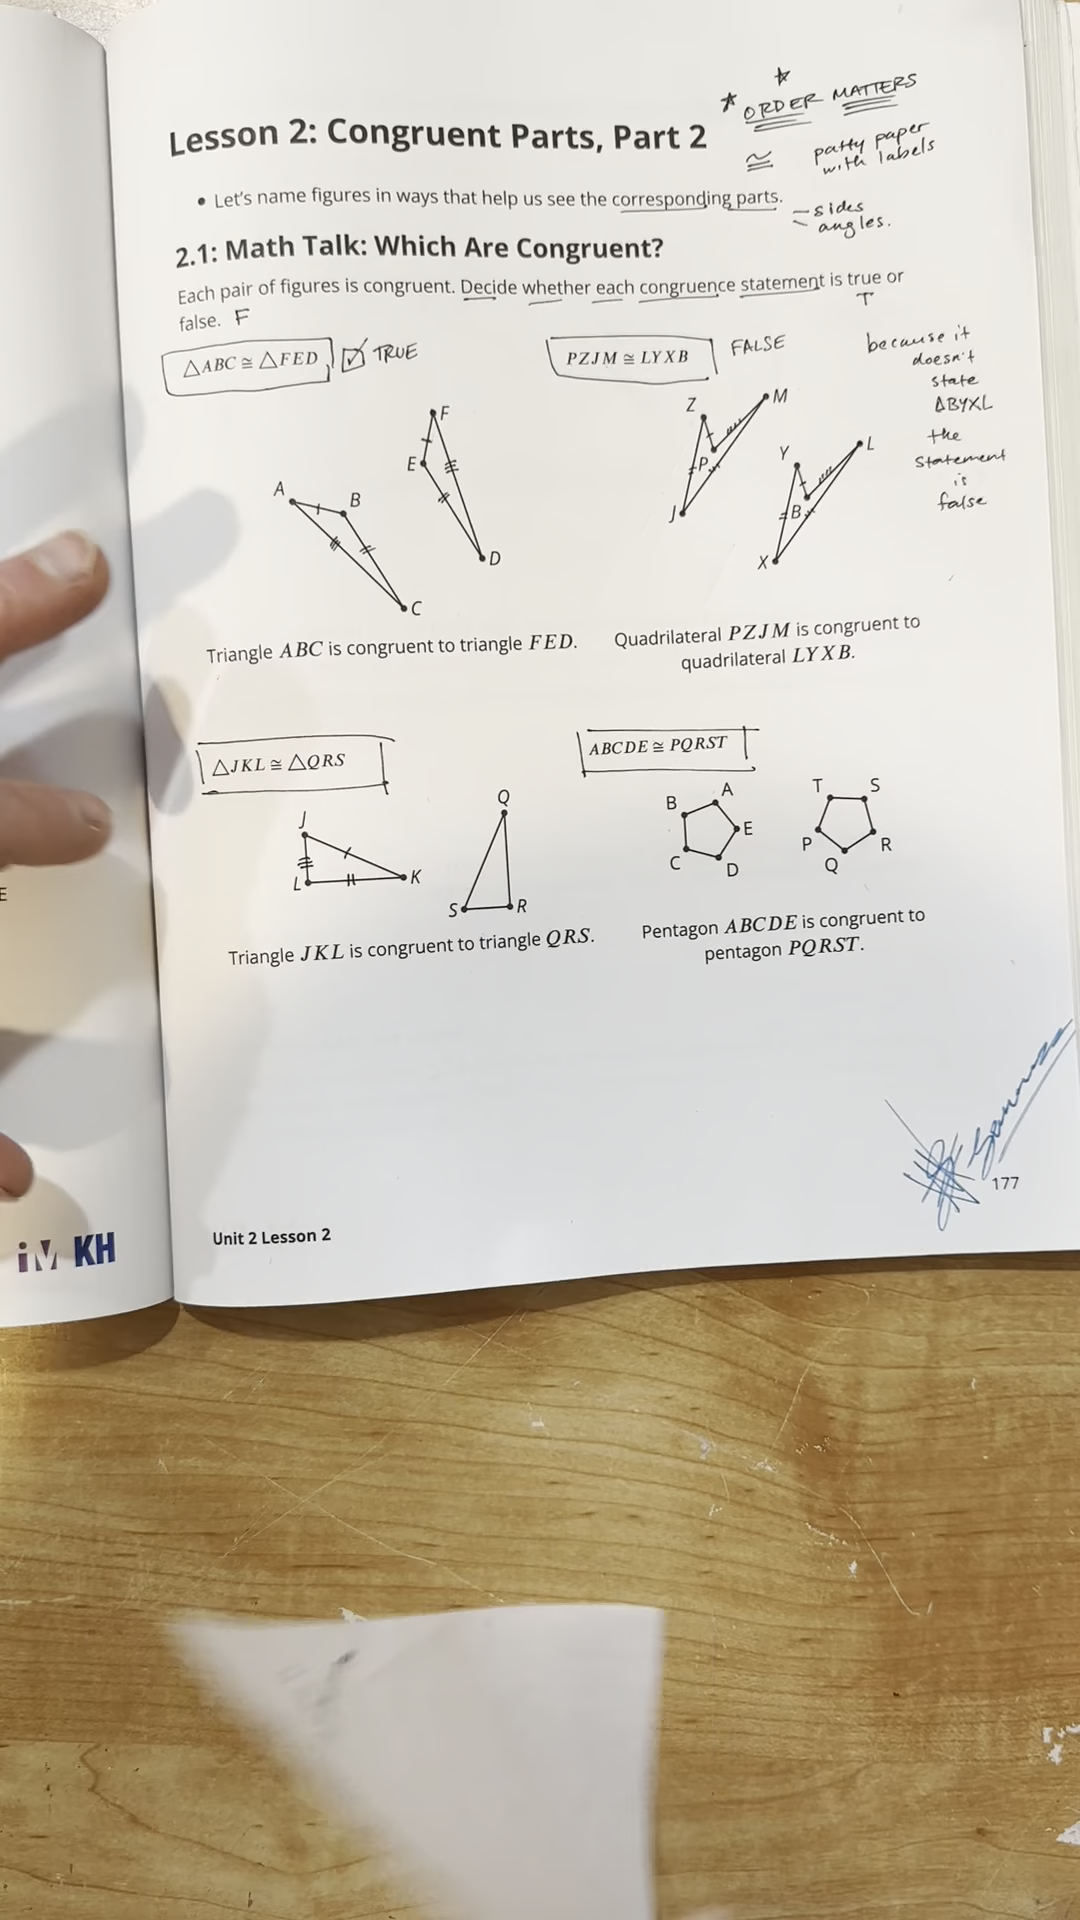 ★ ★ ORDER MATTERS
Lesson 2: Congruent Parts, Part 2
≅ patty paper
with labels
• Let's name figures in ways that help us see the corresponding parts.
– sides
– angles.
2.1: Math Talk: Which Are Congruent?
Each pair of figures is congruent. Decide whether each congruence statement is true or
T
false. F
△ABC ≅ △FED ☑ TRUE
PZJM ≅ LYXB FALSE
because it
doesn't
state
△BYXL
the
statement
is
false
F
E
D
A
B
C
Z
M
P
J
Y
L
B
X
Triangle ABC is congruent to triangle FED.
Quadrilateral PZJM is congruent to
quadrilateral LYXB.
△JKL ≅ △QRS
ABCDE ≅ PQRST
J
L
K
Q
S
R
B
A
E
C
D
T
S
P
R
Q
Triangle JKL is congruent to triangle QRS.
Pentagon ABCDE is congruent to
pentagon PQRST.
177
Unit 2 Lesson 2
E
iM KH